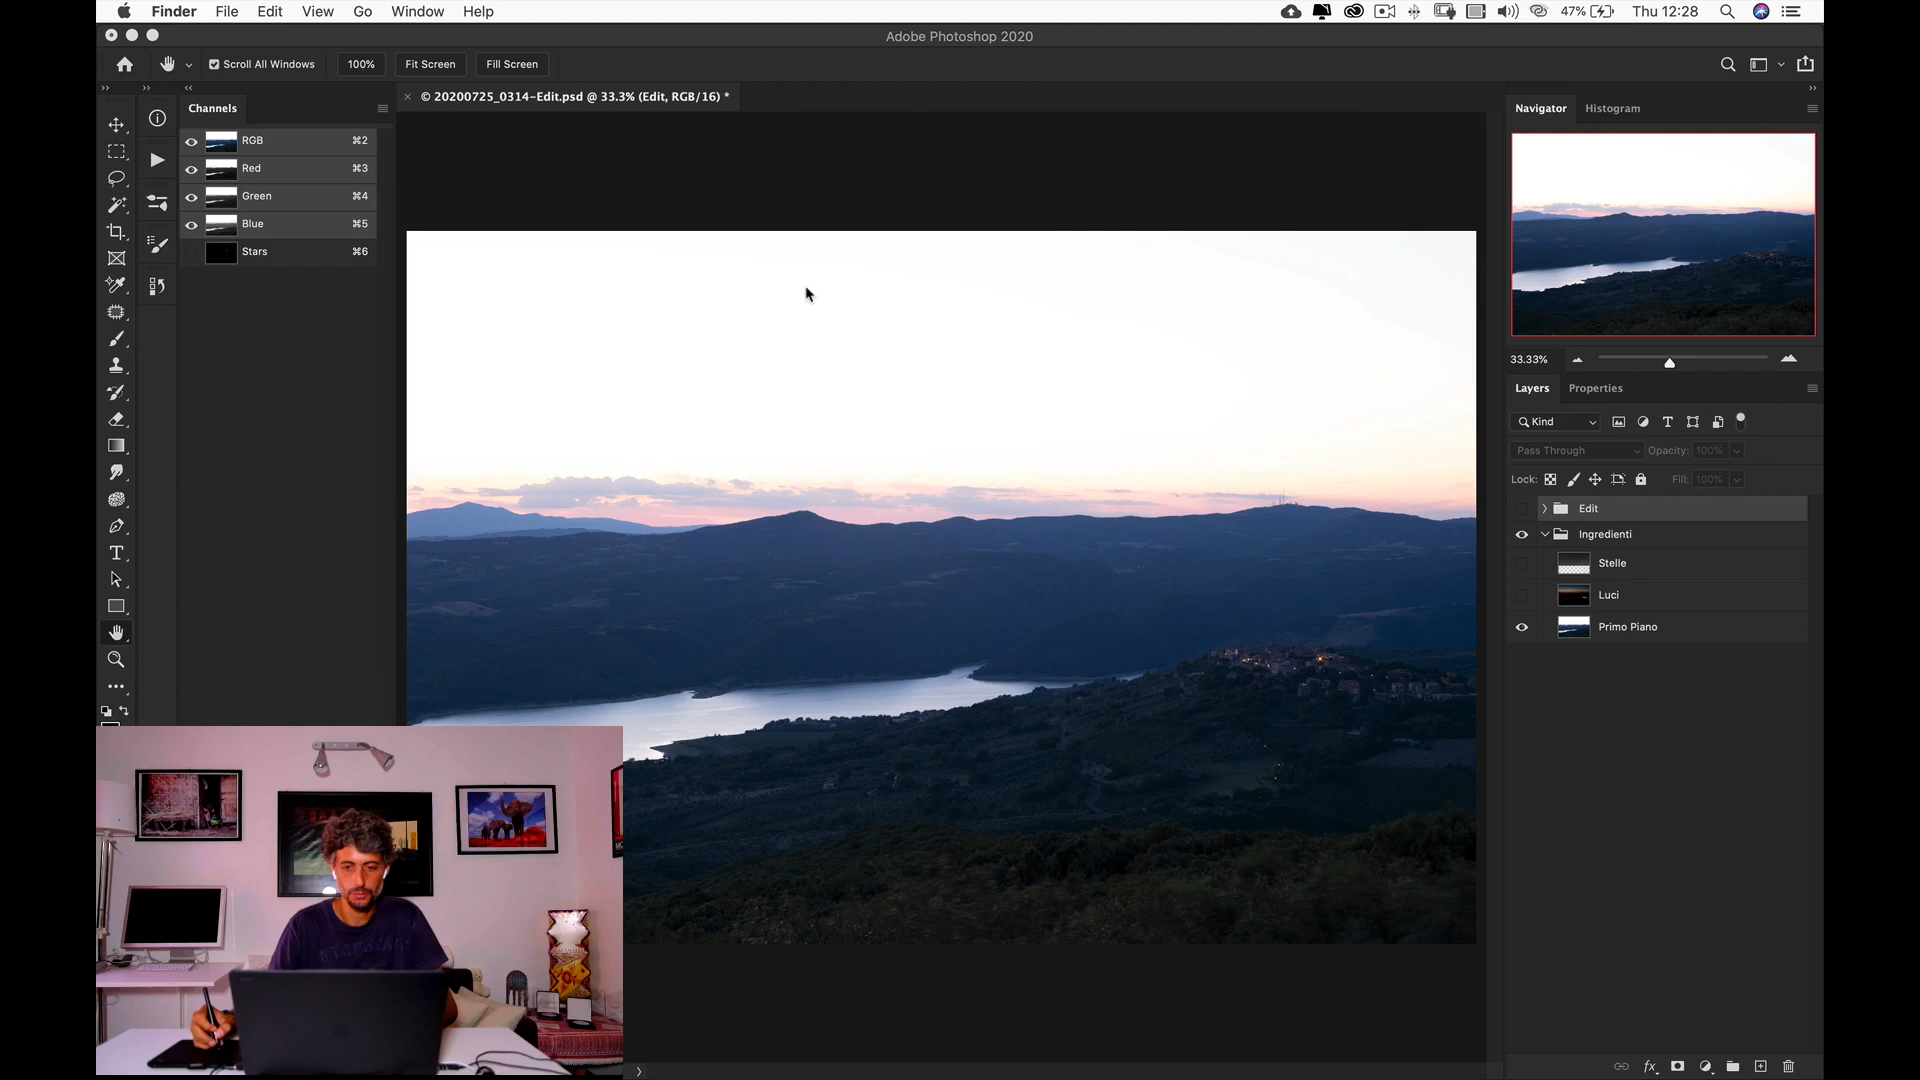 Finder File Edit View Go Window Help
47% Thu 12:28
Adobe Photoshop 2020
Scroll All Windows 100% Fit Screen Fill Screen
Channels
© 20200725_0314-Edit.psd @ 33.3% (Edit, RGB/16) *
Navigator Histogram
RGB ⌘2
Red ⌘3
Green ⌘4
Blue ⌘5
Stars ⌘6
33.33%
Layers Properties
Kind
Pass Through Opacity: 100%
Lock: Fill: 100%
Edit
Ingredienti
Stelle
Luci
Primo Piano
fx